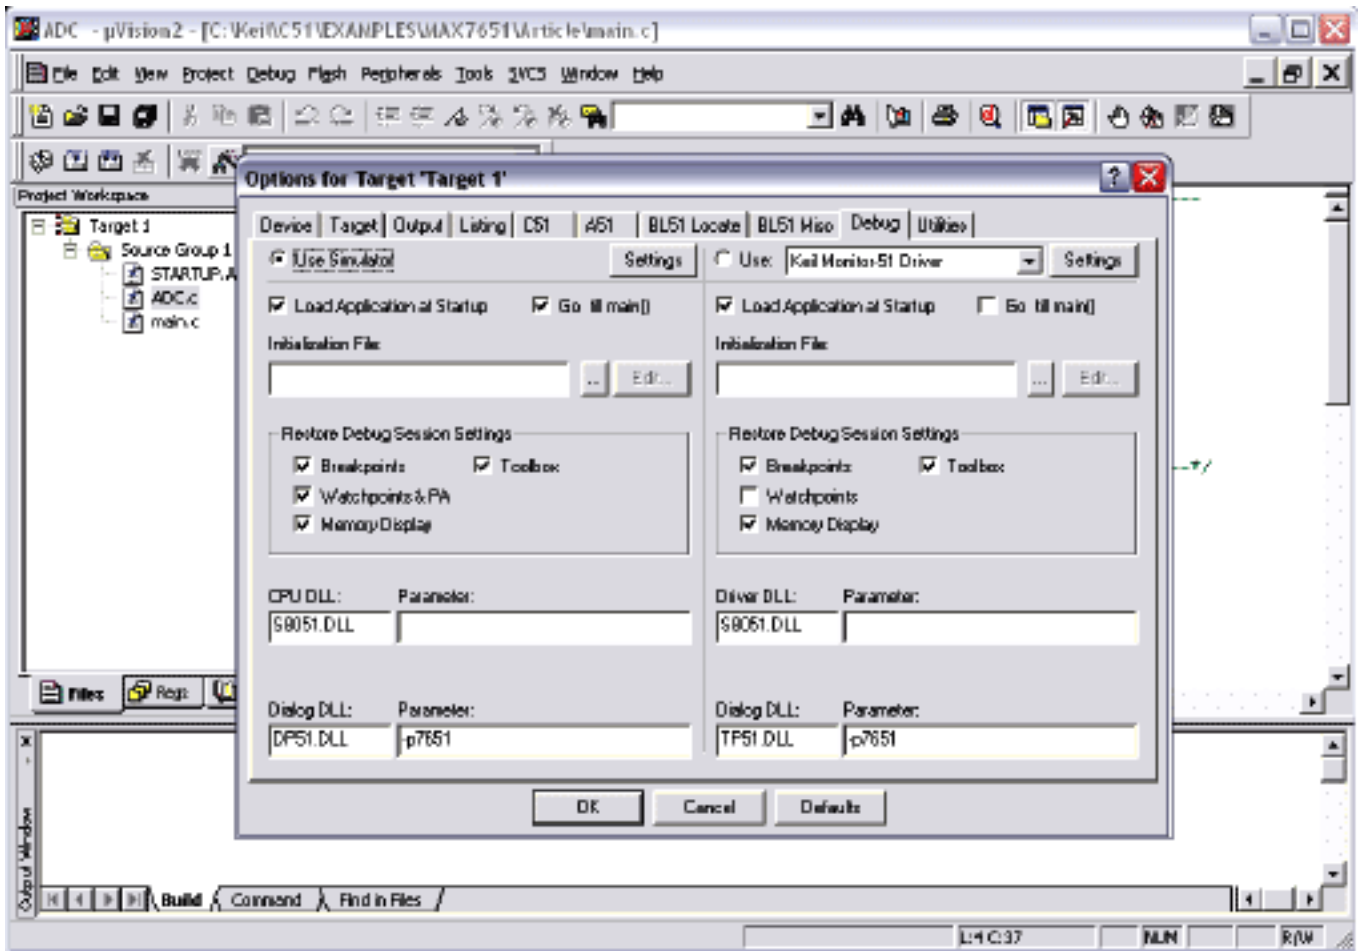 ADC - µVision2 - [C:\Keil\C51\EXAMPLES\MAX7651\Article\main.c]
File Edit View Project Debug Flash Peripherals Tools SVCS Window Help
Project Workspace
Target 1
Source Group 1
STARTUP.A
ADC.c
main.c
Files Regs
Options for Target 'Target 1'
Device Target Output Listing C51 A51 BL51 Locate BL51 Misc Debug Utilities
Use Simulator Settings Use: Keil Monitor-51 Driver Settings
Load Application at Startup Go till main() Load Application at Startup Go till main()
Initialization File: Initialization File:
... Edit... ... Edit...
Restore Debug Session Settings Restore Debug Session Settings
Breakpoints Toolbox Breakpoints Toolbox
Watchpoints & PA Watchpoints
Memory Display Memory Display
--*/
CPU DLL: Parameter: Driver DLL: Parameter:
S8051.DLL S8051.DLL
Dialog DLL: Parameter: Dialog DLL: Parameter:
DP51.DLL -p7651 TP51.DLL -p7651
OK Cancel Defaults
Output Window
Build Command Find in Files
L:4 C:37 NUM R/W